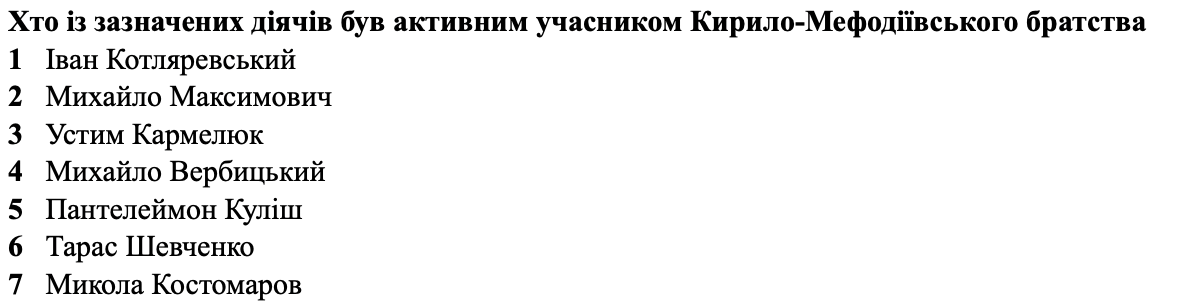 Хто із зазначених діячів був активним учасником Кирило-Мефодіївського братства
1 Іван Котляревський
2 Михайло Максимович
3 Устим Кармелюк
4 Михайло Вербицький
5 Пантелеймон Куліш
6 Тарас Шевченко
7 Микола Костомаров